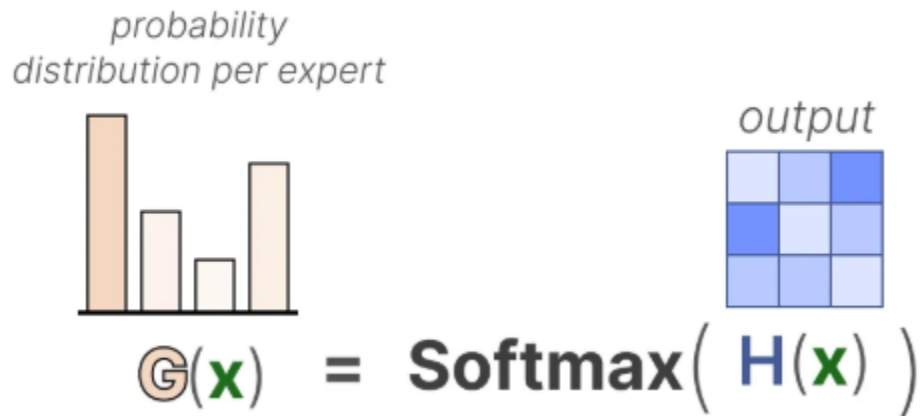 probability
distribution per expert
output
G(x) = Softmax( H(x) )